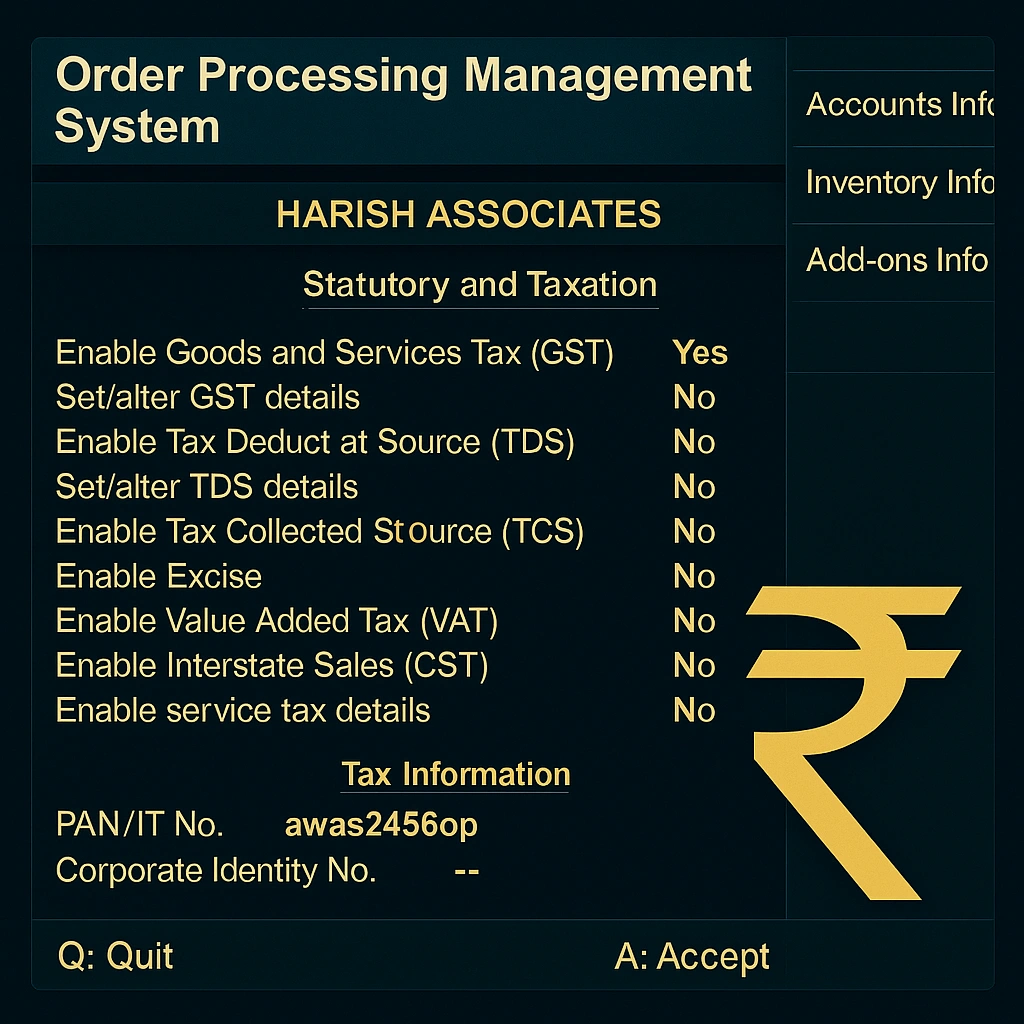 Order Processing Management
System
HARISH ASSOCIATES
Statutory and Taxation
Enable Goods and Services Tax (GST) Yes
Set/alter GST details No
Enable Tax Deduct at Source (TDS) No
Set/alter TDS details No
Enable Tax Collected Stource (TCS) No
Enable Excise No
Enable Value Added Tax (VAT) No
Enable Interstate Sales (CST) No
Enable service tax details No
Tax Information
PAN/IT No. awas2456op
Corporate Identity No. --
Q: Quit A: Accept
Accounts Info
Inventory Info
Add-ons Info
₹